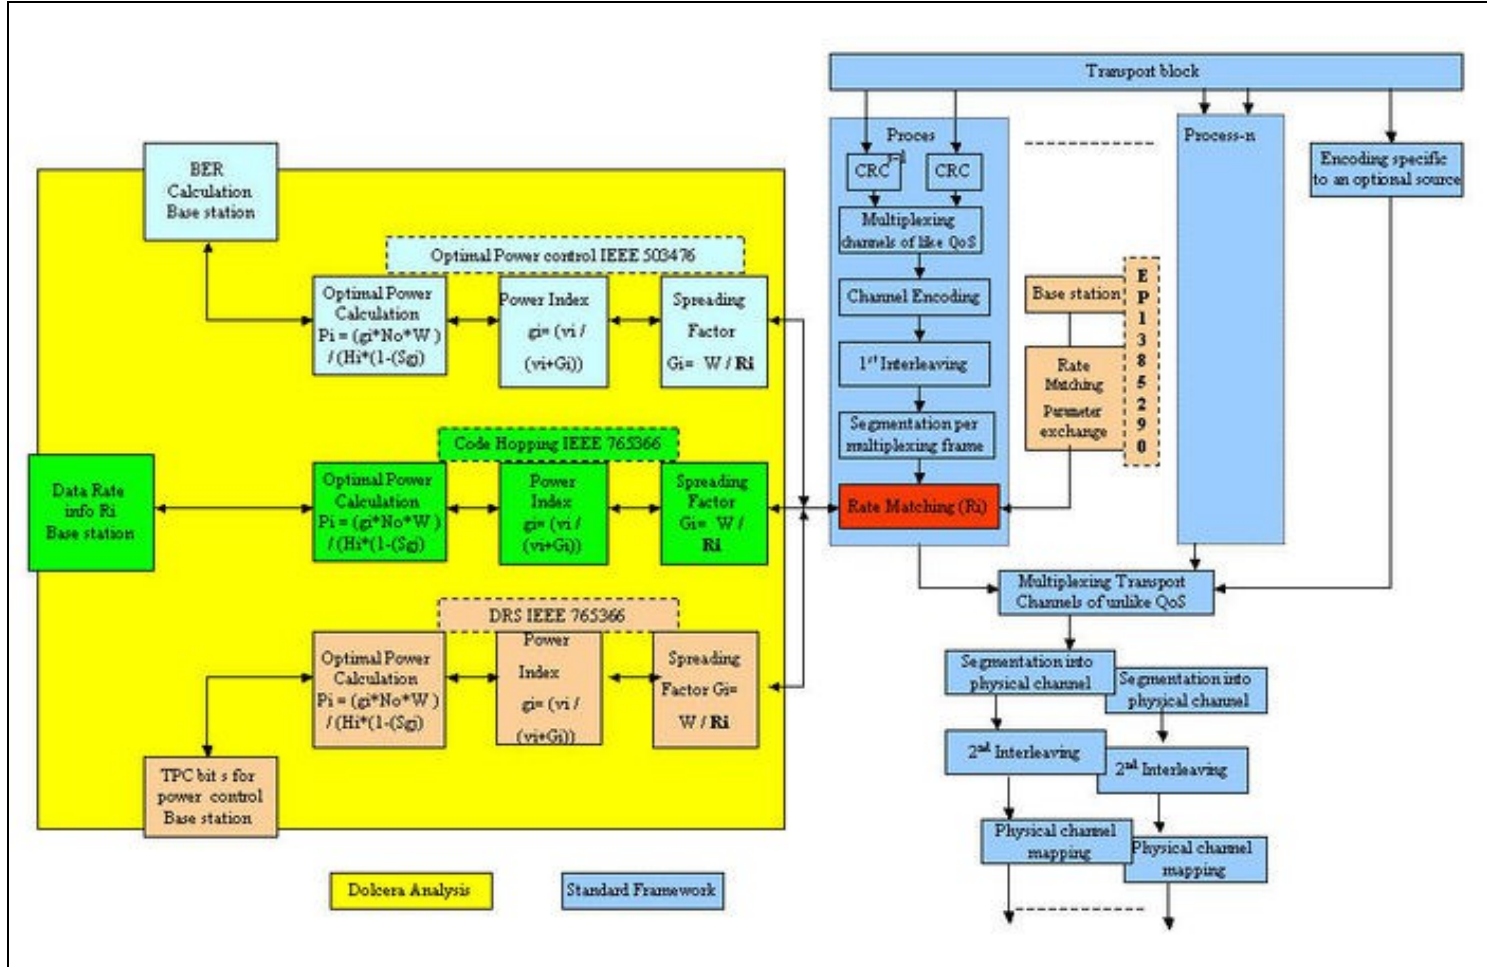 Transport block
Proces
s-1
CRC
CRC
Multiplexing
channels of like QoS
Channel Encoding
1st Interleaving
Segmentation per
multiplexing frame
Rate Matching (Ri)
Process-n
Encoding specific
to an optional source
Base station
Rate
Matching
Parameter
exchange
E
P
1
3
8
5
2
9
0
BER
Calculation
Base station
Optimal Power control IEEE 503476
Optimal Power
Calculation
Pi = (gi*No*W )
/ (Hi*(1-(Sgj)
Power Index
gi= (vi /
(vi+Gi))
Spreading
Factor
Gi= W / Ri
Code Hopping IEEE 765366
Data Rate
info Ri
Base station
Optimal Power
Calculation
Pi = (gi*No*W )
/ (Hi*(1-(Sgj)
Power
Index
gi= (vi /
(vi+Gi))
Spreading
Factor
Gi= W /
Ri
DRS IEEE 765366
Optimal Power
Calculation
Pi = (gi*No*W )
/ (Hi*(1-(Sgj)
Power
Index
gi= (vi /
(vi+Gi))
Spreading
Factor Gi=
W / Ri
TPC bit s for
power control
Base station
Multiplexing Transport
Channels of unlike QoS
Segmentation into
physical channel
Segmentation into
physical channel
2nd Interleaving
2nd Interleaving
Physical channel
mapping
Physical channel
mapping
Dolcera Analysis
Standard Framework